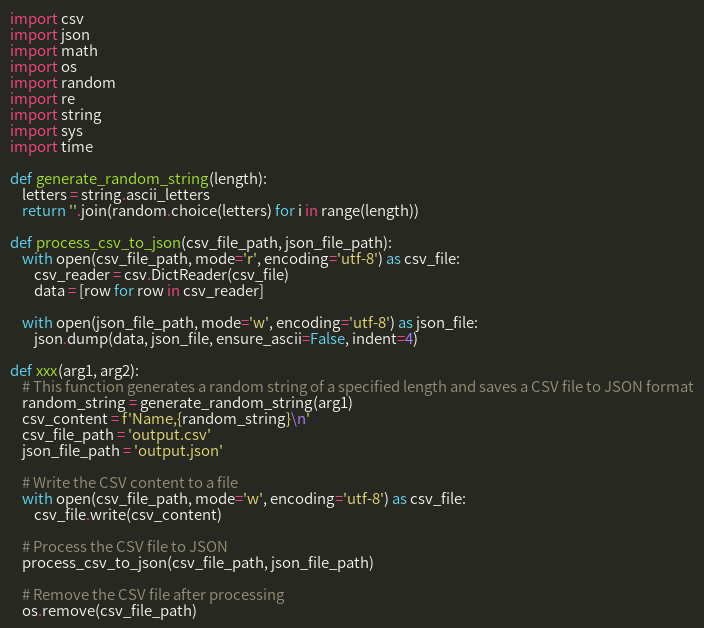 import csv
import json
import math
import os
import random
import re
import string
import sys
import time

def generate_random_string(length):
    letters = string.ascii_letters
    return ''.join(random.choice(letters) for i in range(length))

def process_csv_to_json(csv_file_path, json_file_path):
    with open(csv_file_path, mode='r', encoding='utf-8') as csv_file:
        csv_reader = csv.DictReader(csv_file)
        data = [row for row in csv_reader]

    with open(json_file_path, mode='w', encoding='utf-8') as json_file:
        json.dump(data, json_file, ensure_ascii=False, indent=4)

def xxx(arg1, arg2):
    # This function generates a random string of a specified length and saves a CSV file to JSON format
    random_string = generate_random_string(arg1)
    csv_content = f'Name,{random_string}\n'
    csv_file_path = 'output.csv'
    json_file_path = 'output.json'

    # Write the CSV content to a file
    with open(csv_file_path, mode='w', encoding='utf-8') as csv_file:
        csv_file.write(csv_content)

    # Process the CSV file to JSON
    process_csv_to_json(csv_file_path, json_file_path)

    # Remove the CSV file after processing
    os.remove(csv_file_path)